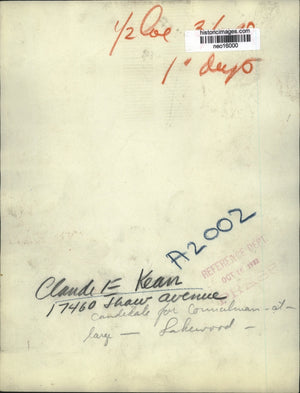 1/2 Col
historicimages.com
neo16000
1" deep
A2002
REFERENCE DEPT.
OCT
Claude E Kean
17460 Shaw avenue
candidate for Councilman-at-
large — Lakewood —